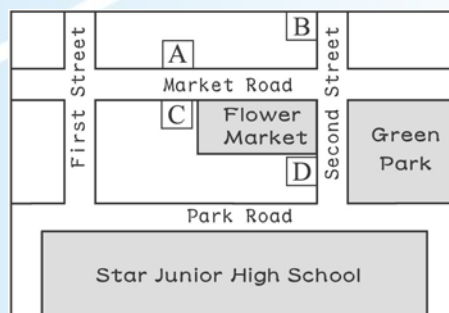 B
A
Market Road
First Street
Second Street
C
Flower
Market
Green
Park
D
Park Road
Star Junior High School